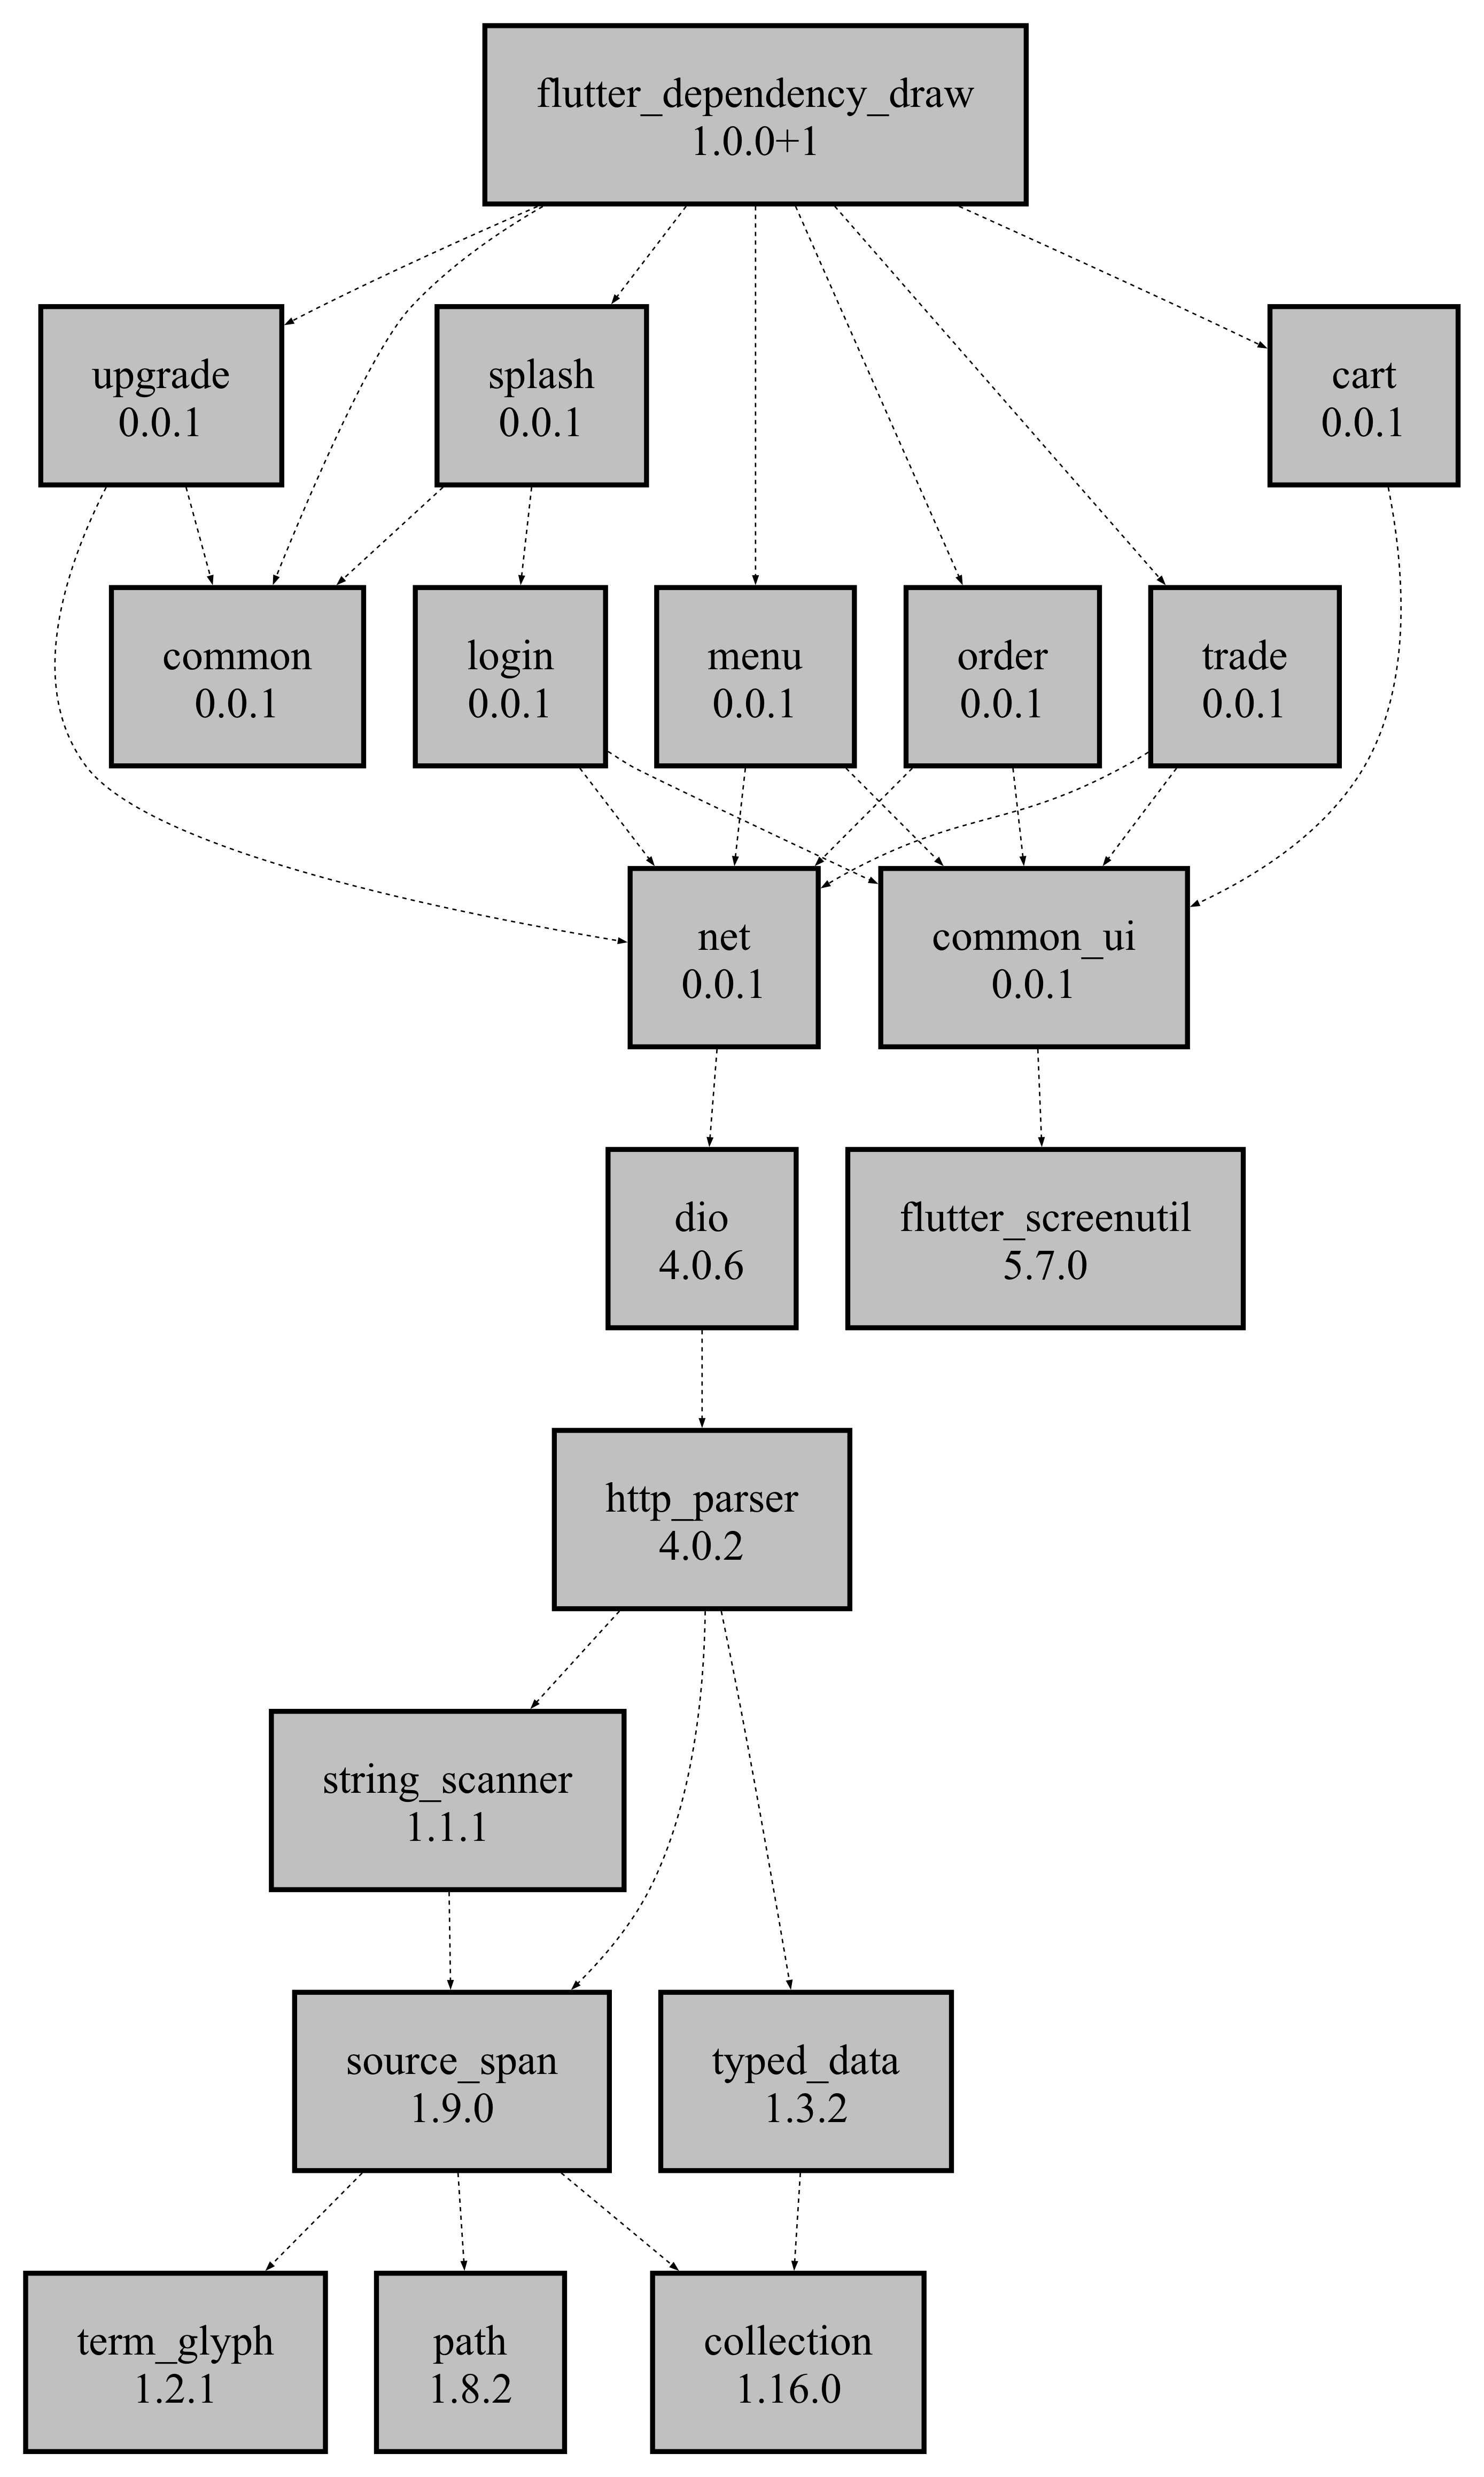 flutter_dependency_draw
1.0.0+1
upgrade
0.0.1
splash
0.0.1
cart
0.0.1
common
0.0.1
login
0.0.1
menu
0.0.1
order
0.0.1
trade
0.0.1
net
0.0.1
common_ui
0.0.1
dio
4.0.6
flutter_screenutil
5.7.0
http_parser
4.0.2
string_scanner
1.1.1
source_span
1.9.0
typed_data
1.3.2
term_glyph
1.2.1
path
1.8.2
collection
1.16.0